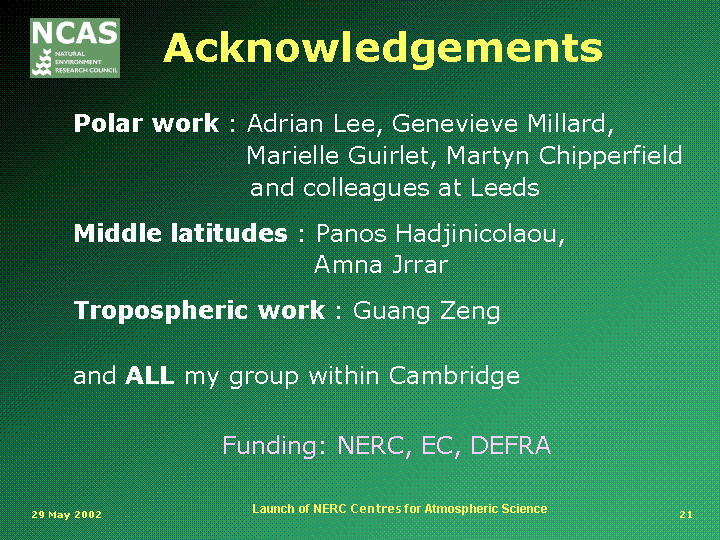 NCAS
NATURAL
ENVIRONMENT
RESEARCH COUNCIL
Acknowledgements
Polar work : Adrian Lee, Genevieve Millard,
Marielle Guirlet, Martyn Chipperfield
and colleagues at Leeds
Middle latitudes : Panos Hadjinicolaou,
Amna Jrrar
Tropospheric work : Guang Zeng
and ALL my group within Cambridge
Funding: NERC, EC, DEFRA
29 May 2002
Launch of NERC Centres for Atmospheric Science
21